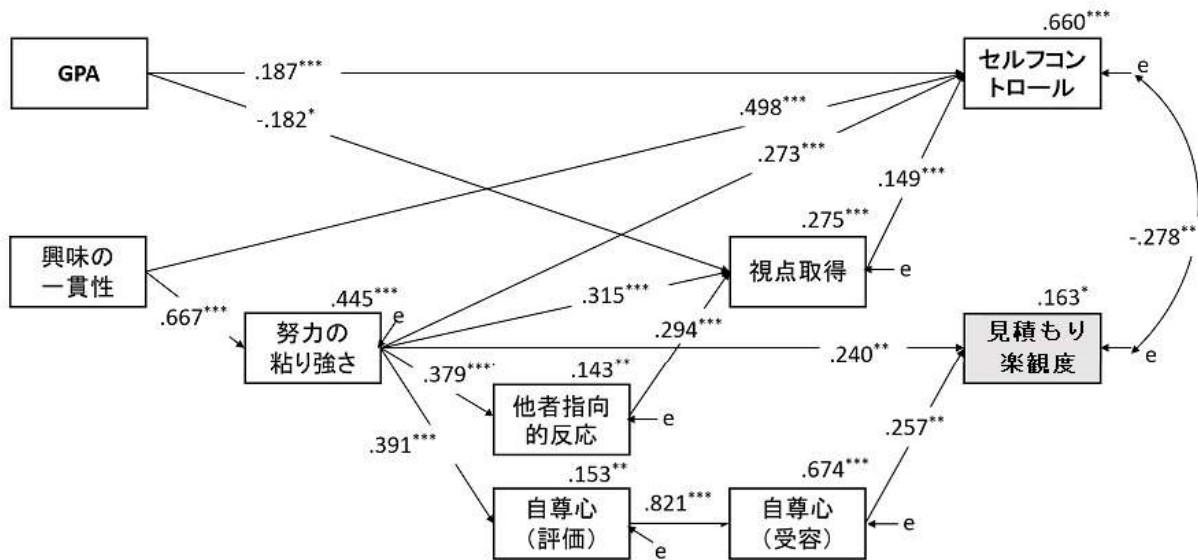 .660***
GPA
.187***
セルフコン
トロール
e
-.182*
.498***
.273***
.149***
.275***
-.278**
興味の
一貫性
視点取得
e
.667***
.445***
e
.315***
.163*
努力の
粘り強さ
.294***
.240**
見積もり
楽観度
e
.379***
.143**
他者指向
的反応
e
.257**
.391***
.153**
.674***
自尊心
（評価）
.821***
自尊心
（受容）
e
e